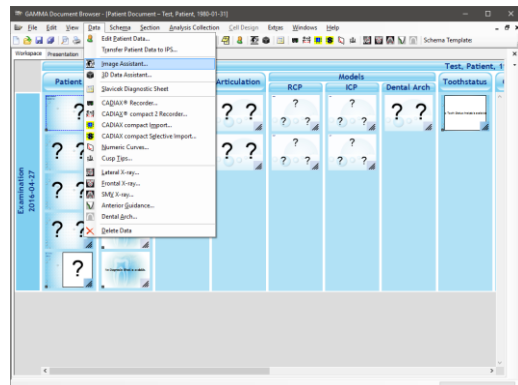 GAMMA Document Browser - [Patient Document - Test, Patient, 1980-01-31]
File Edit View Data Schema Section Analysis Collection Cell Design Extras Windows Help
Schema Template:
Workspace Presentation
Edit Patient Data...
Transfer Patient Data to IPS...
Image Assistant...
3D Data Assistant...
Slavicek Diagnostic Sheet
CADIAX® Recorder...
CADIAX® compact 2 Recorder...
CADIAX compact Import...
CADIAX compact Selective Import...
Numeric Curves...
Cusp Tips...
Lateral X-ray...
Frontal X-ray...
SMV X-ray...
Anterior Guidance...
Dental Arch...
Delete Data
Test, Patient, 1
Patient
Articulation
Models
RCP
ICP
Dental Arch
Toothstatus
Examination
2016-04-27
? ? ? ? ? ? ?
? ? ? ? ? ? ? ?
? ?
? ?
?